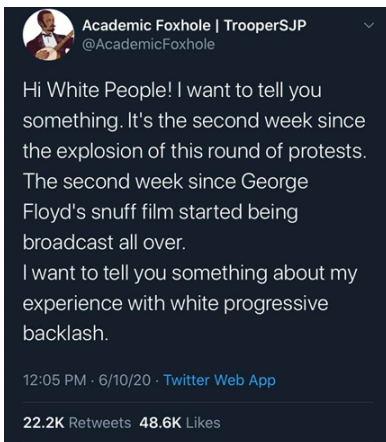 Academic Foxhole | TrooperSJP
@AcademicFoxhole
Hi White People! I want to tell you
something. It's the second week since
the explosion of this round of protests.
The second week since George
Floyd's snuff film started being
broadcast all over.
I want to tell you something about my
experience with white progressive
backlash.
12:05 PM · 6/10/20 · Twitter Web App
22.2K Retweets 48.6K Likes